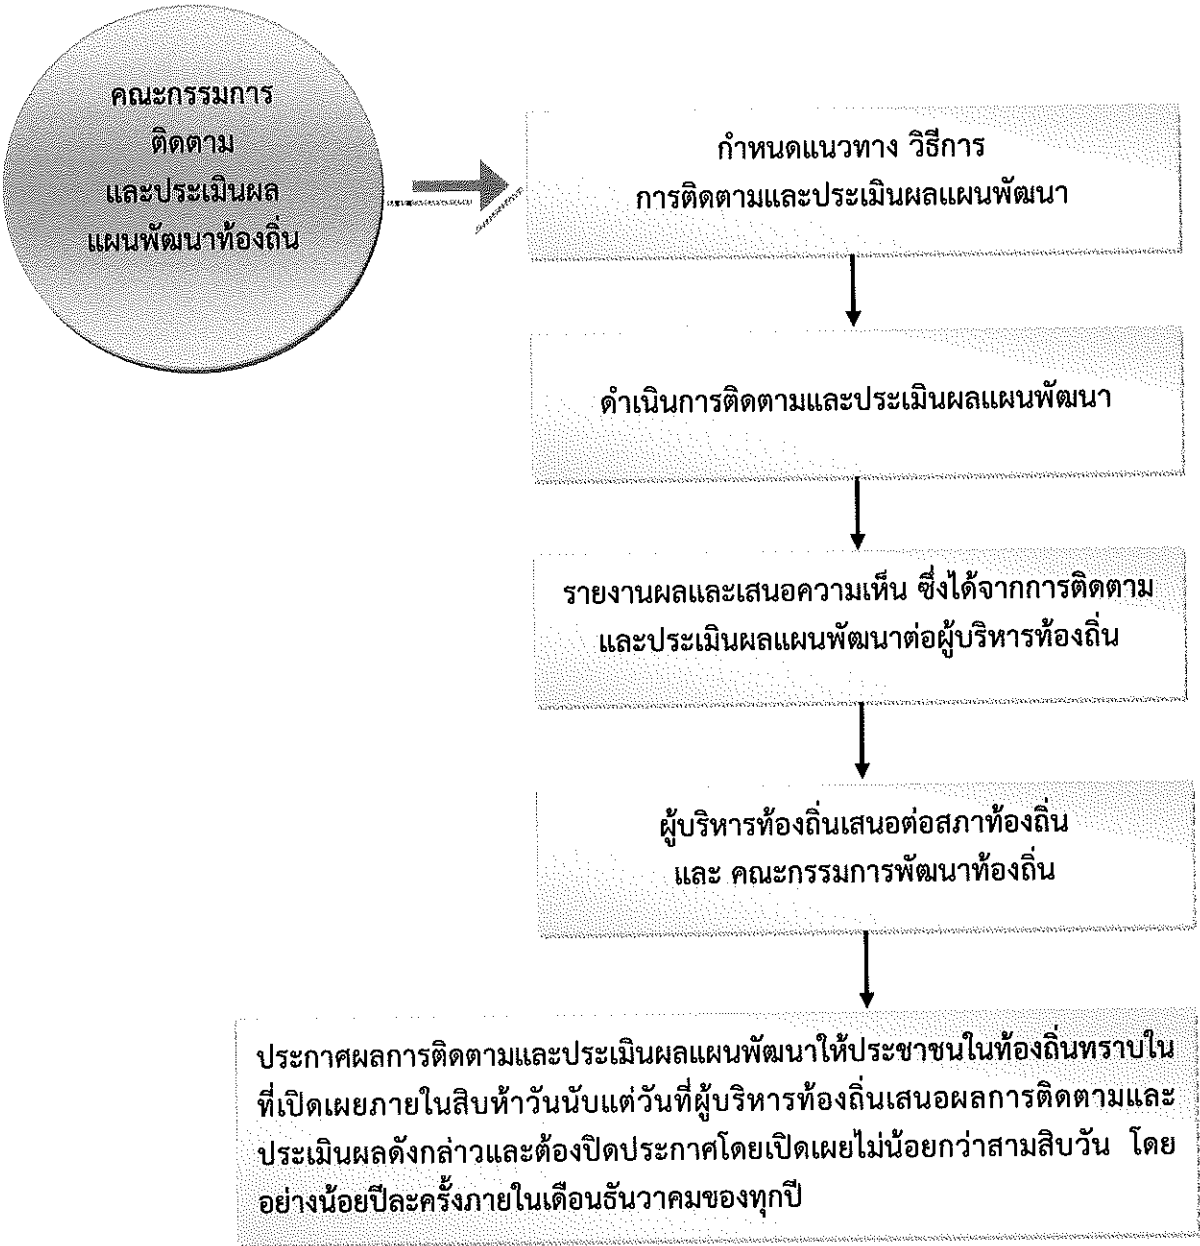 คณะกรรมการ
ติดตาม
และประเมินผล
แผนพัฒนาท้องถิ่น
กำหนดแนวทาง วิธีการ
การติดตามและประเมินผลแผนพัฒนา
ดำเนินการติดตามและประเมินผลแผนพัฒนา
รายงานผลและเสนอความเห็น ซึ่งได้จากการติดตาม
และประเมินผลแผนพัฒนาต่อผู้บริหารท้องถิ่น
ผู้บริหารท้องถิ่นเสนอต่อสภาท้องถิ่น
และ คณะกรรมการพัฒนาท้องถิ่น
ประกาศผลการติดตามและประเมินผลแผนพัฒนาให้ประชาชนในท้องถิ่นทราบใน
ที่เปิดเผยภายในสิบห้าวันนับแต่วันที่ผู้บริหารท้องถิ่นเสนอผลการติดตามและ
ประเมินผลดังกล่าวและต้องปิดประกาศโดยเปิดเผยไม่น้อยกว่าสามสิบวัน โดย
อย่างน้อยปีละครั้งภายในเดือนธันวาคมของทุกปี